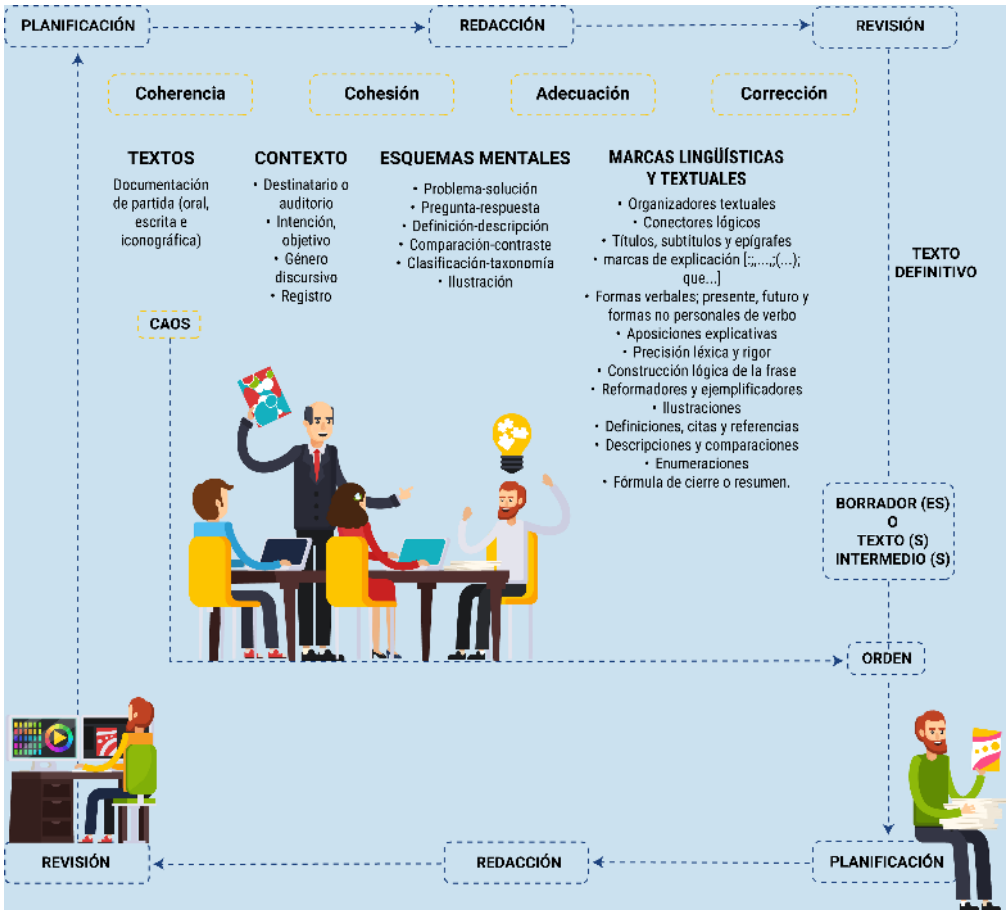 PLANIFICACIÓN
REDACCIÓN
REVISIÓN
Coherencia
Cohesión
Adecuación
Corrección
TEXTOS
Documentación
de partida (oral,
escrita e
iconográfica)
CONTEXTO
• Destinatario o
auditorio
• Intención,
objetivo
• Género
discursivo
• Registro
ESQUEMAS MENTALES
• Problema-solución
• Pregunta-respuesta
• Definición-descripción
• Comparación-contraste
• Clasificación-taxonomía
• Ilustración
MARCAS LINGÜÍSTICAS
Y TEXTUALES
• Organizadores textuales
• Conectores lógicos
• Títulos, subtítulos y epígrafes
• marcas de explicación [:;,...,;(...);
que...]
• Formas verbales; presente, futuro y
formas no personales de verbo
• Aposiciones explicativas
• Precisión léxica y rigor
• Construcción lógica de la frase
• Reformadores y ejemplificadores
• Ilustraciones
• Definiciones, citas y referencias
• Descripciones y comparaciones
• Enumeraciones
• Fórmula de cierre o resumen.
TEXTO
DEFINITIVO
CAOS
BORRADOR (ES)
O
TEXTO (S)
INTERMEDIO (S)
ORDEN
REVISIÓN
REDACCIÓN
PLANIFICACIÓN